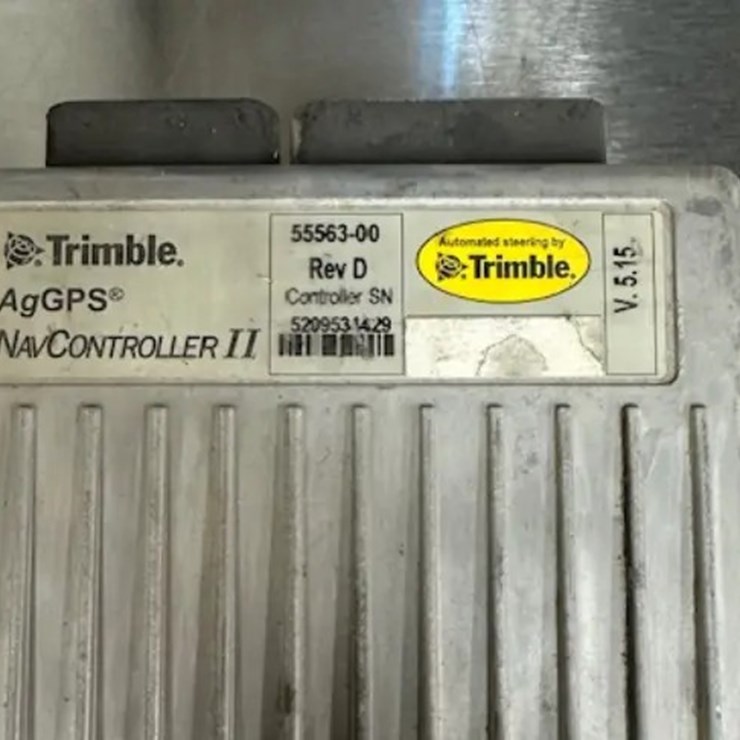 Trimble.
AgGPS®
NAVCONTROLLER II
55563-00
Rev D
Controller SN
5209531429
Automated steering by
Trimble.
V. 5.15